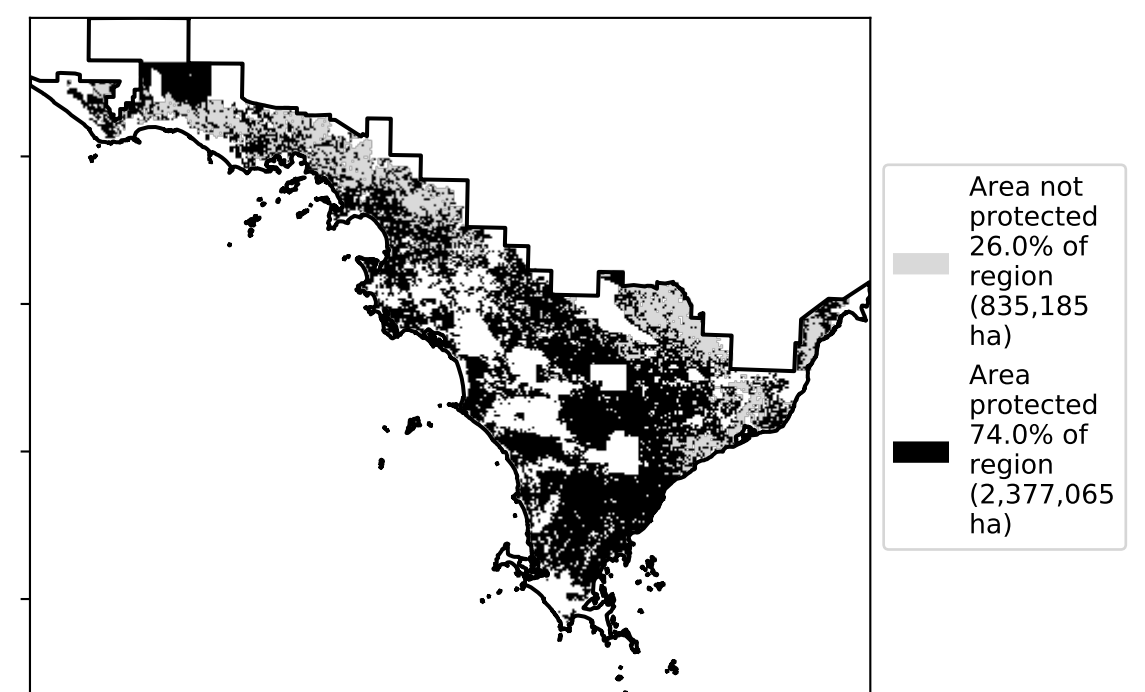 Area not
protected
26.0% of
region
(835,185
ha)
Area
protected
74.0% of
region
(2,377,065
ha)